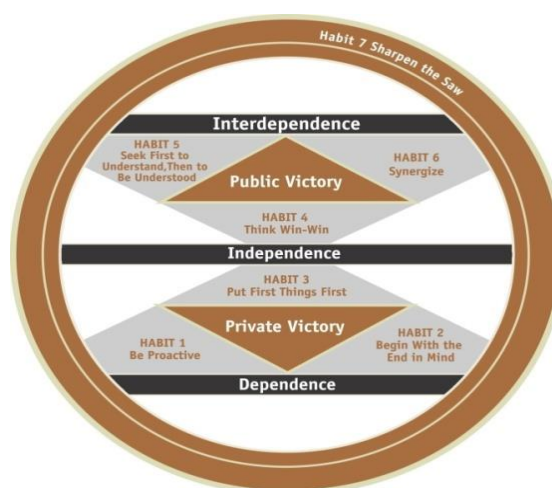 Habit 7 Sharpen the Saw
Interdependence
HABIT 5
Seek First to
Understand,Then to
Be Understood
Public Victory
HABIT 6
Synergize
HABIT 4
Think Win-Win
Independence
HABIT 3
Put First Things First
HABIT 1
Be Proactive
Private Victory
HABIT 2
Begin With the
End in Mind
Dependence